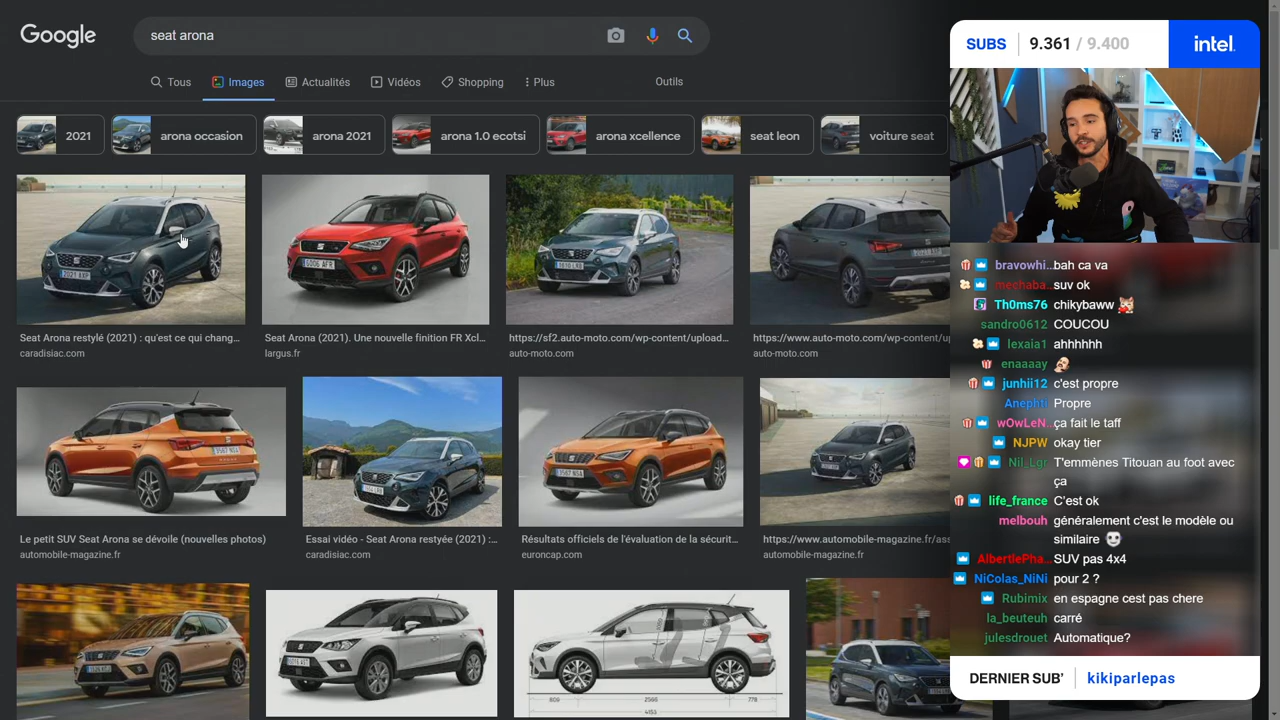 Google
seat arona
Tous
Images
Actualités
Vidéos
Shopping
Plus
Outils
2021
arona occasion
arona 2021
arona 1.0 ecotsi
arona xcellence
seat leon
voiture seat
Seat Arona restylé (2021) : qu'est ce qui chang...
caradisiac.com
Seat Arona (2021). Une nouvelle finition FR Xcl...
largus.fr
https://sf2.auto-moto.com/wp-content/upload...
auto-moto.com
https://www.auto-moto.com/wp-content/up
auto-moto.com
Le petit SUV Seat Arona se dévoile (nouvelles photos)
automobile-magazine.fr
Essai vidéo - Seat Arona restyée (2021) :...
caradisiac.com
Résultats officiels de l'évaluation de la sécurit...
euroncap.com
https://www.automobile-magazine.fr/ass
automobile-magazine.fr
SUBS 9.361 / 9.400
intel.
bravowhi... bah ca va
mechaba... suv ok
Th0ms76 chikybaww
sandro0612 COUCOU
lexaia1 ahhhhhh
enaaaay
junhii12 c'est propre
Anephti Propre
wOwLeN... ça fait le taff
NJPW okay tier
Nil_Lgr T'emmènes Titouan au foot avec
ça
life_france C'est ok
melbouh généralement c'est le modèle ou
similaire
AlbertlePha... SUV pas 4x4
NiColas_NiNi pour 2 ?
Rubimix en espagne cest pas chere
la_beuteuh carré
julesdrouet Automatique?
DERNIER SUB' kikiparlepas